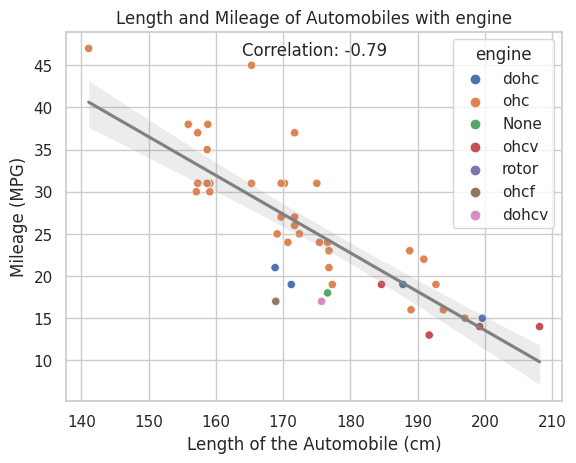 Length and Mileage of Automobiles with engine
Correlation: -0.79
engine
dohc
ohc
None
ohcv
rotor
ohcf
dohcv
Mileage (MPG)
45
40
35
30
25
20
15
10
140 150 160 170 180 190 200 210
Length of the Automobile (cm)